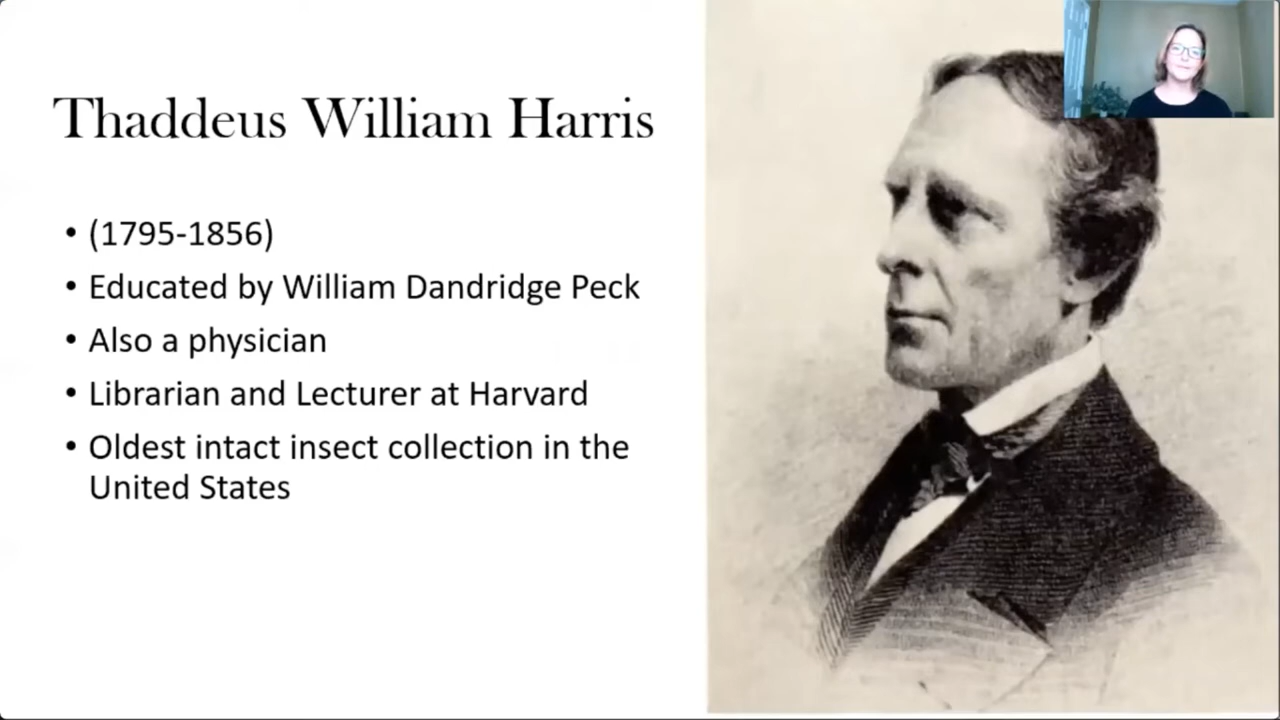 Thaddeus William Harris
• (1795-1856)
• Educated by William Dandridge Peck
• Also a physician
• Librarian and Lecturer at Harvard
• Oldest intact insect collection in the
United States